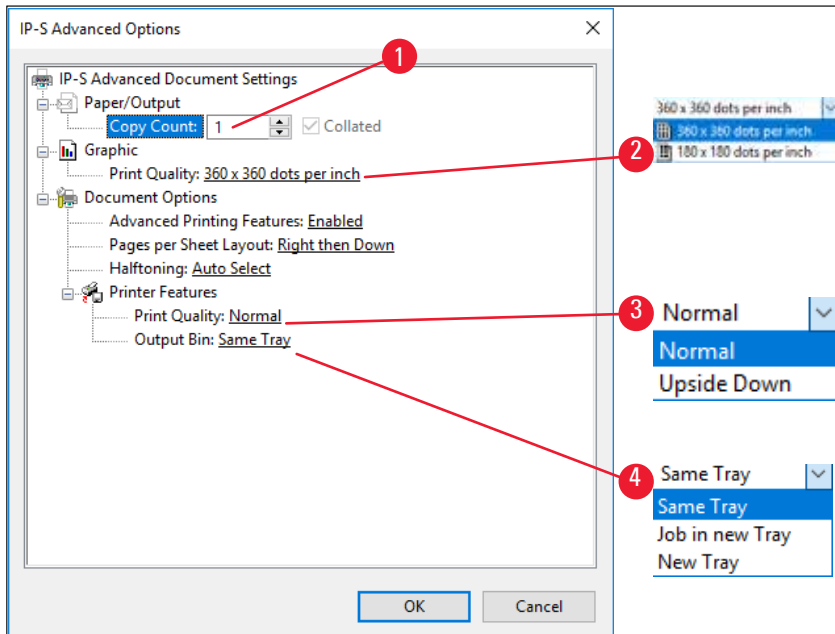 IP-S Advanced Options
IP-S Advanced Document Settings
Paper/Output
Copy Count: 1 Collated
Graphic
Print Quality: 360 x 360 dots per inch
Document Options
Advanced Printing Features: Enabled
Pages per Sheet Layout: Right then Down
Halftoning: Auto Select
Printer Features
Print Quality: Normal
Output Bin: Same Tray
OK Cancel
1
2
360 x 360 dots per inch
360 x 360 dots per inch
180 x 180 dots per inch
3
Normal
Normal
Upside Down
4
Same Tray
Same Tray
Job in new Tray
New Tray